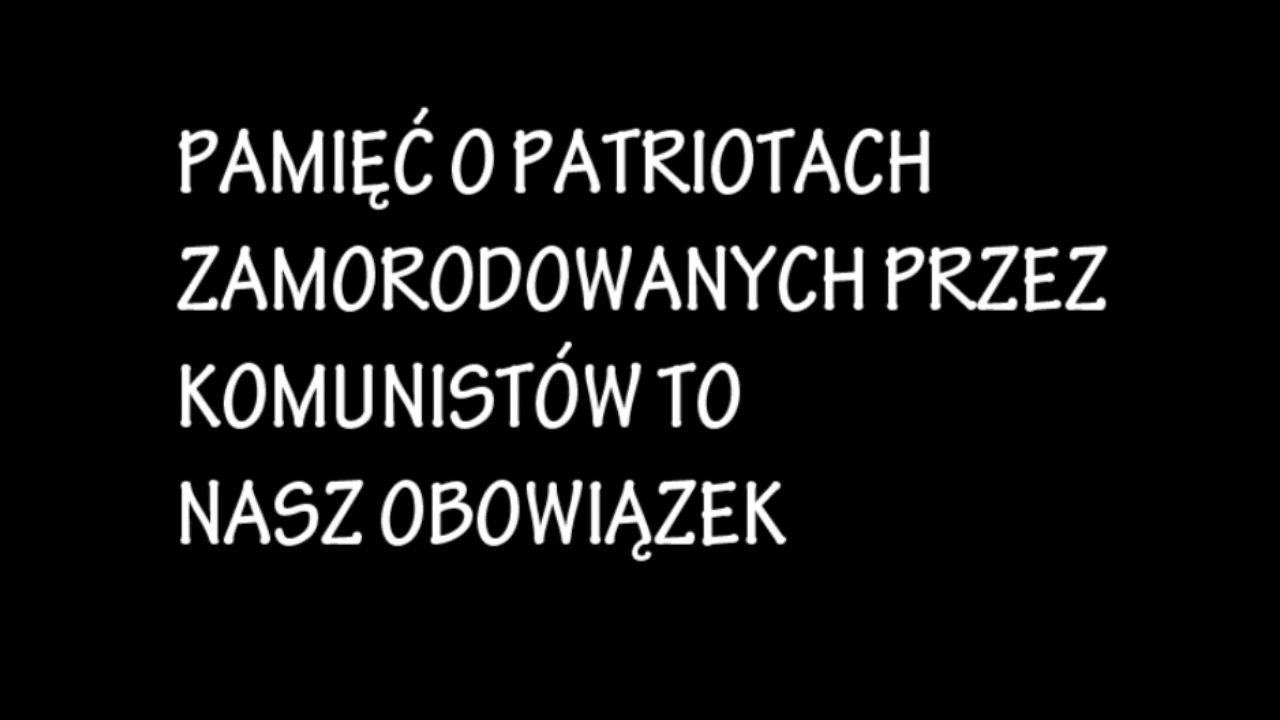 PAMIĘĆ O PATRIOTACH
ZAMORODOWANYCH PRZEZ
KOMUNISTÓW TO
NASZ OBOWIĄZEK